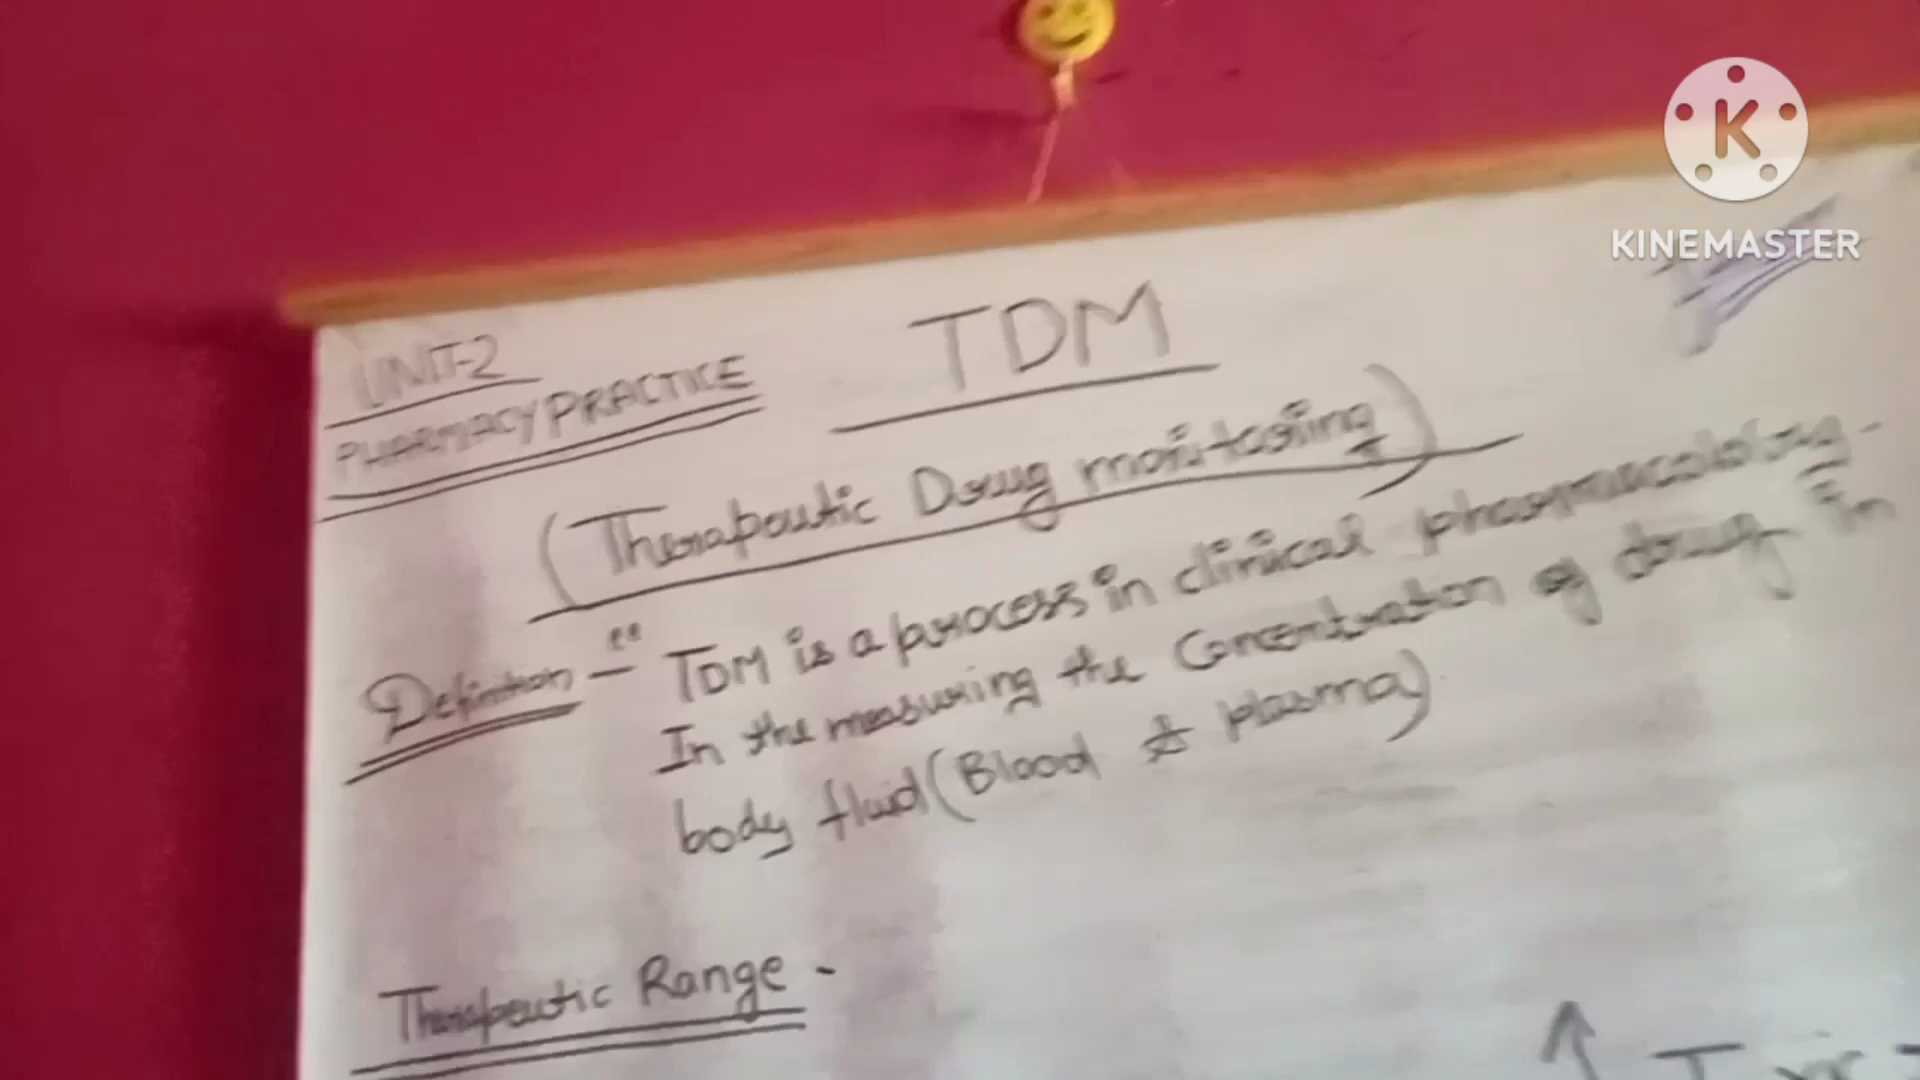 K
KINEMASTER
UNIT-2
PHARMACY PRACTICE
TDM
(Therapeutic Drug monitoring)
Definition - "TDM is a process in clinical pharmacology.
In the measuring the Concentration of drug in
body fluid (Blood & plasma)
Therapeutic Range -